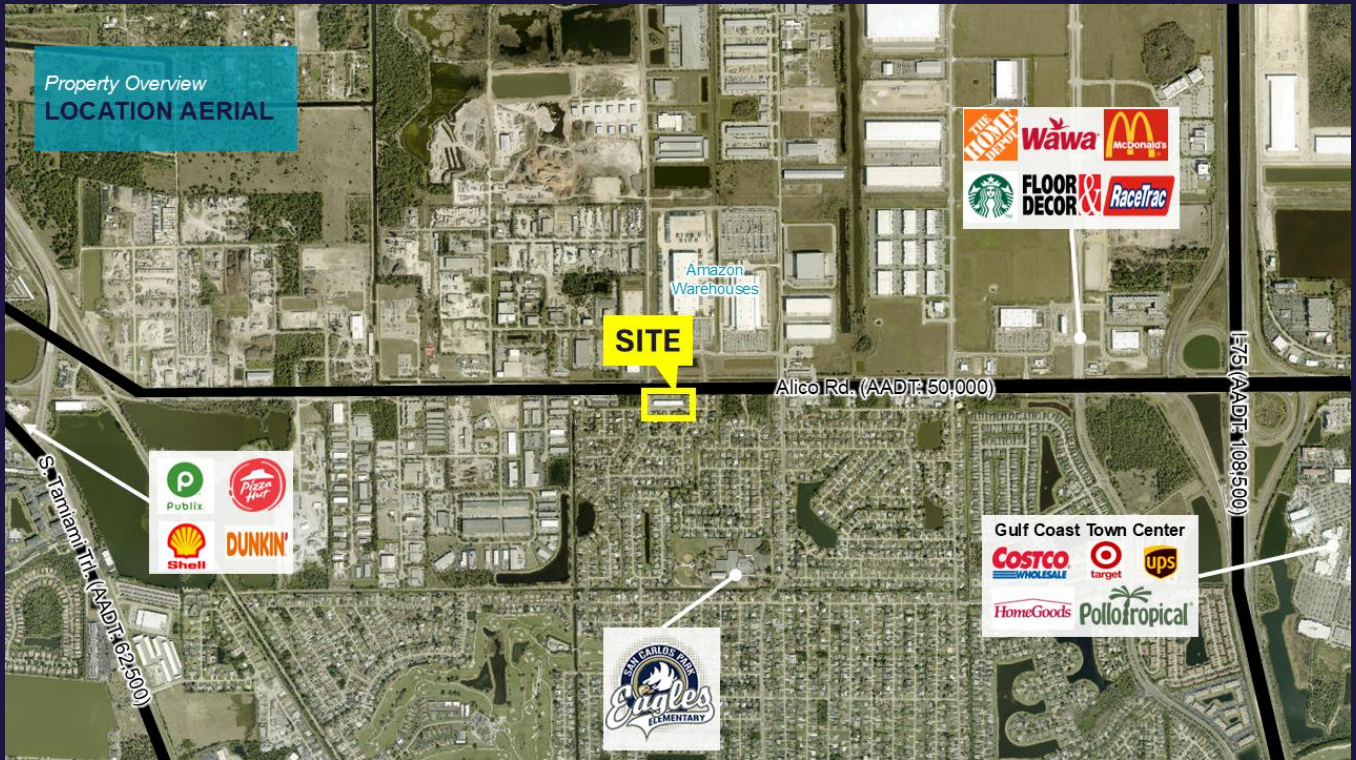 Property Overview
LOCATION AERIAL
THE
HOME
DEPOT
Wawa
McDonald's
FLOOR
& DECOR
RaceTrac
Amazon
Warehouses
SITE
Alico Rd. (AADT: 50,000)
I-75 (AADT: 108,500)
S. Tamiami Trl. (AADT: 62,500)
Publix
Pizza
Hut
Shell
DUNKIN'
Gulf Coast Town Center
COSTCO
WHOLESALE
target
ups
HomeGoods
PolloTropical
SAN CARLOS PARK
Eagles
ELEMENTARY